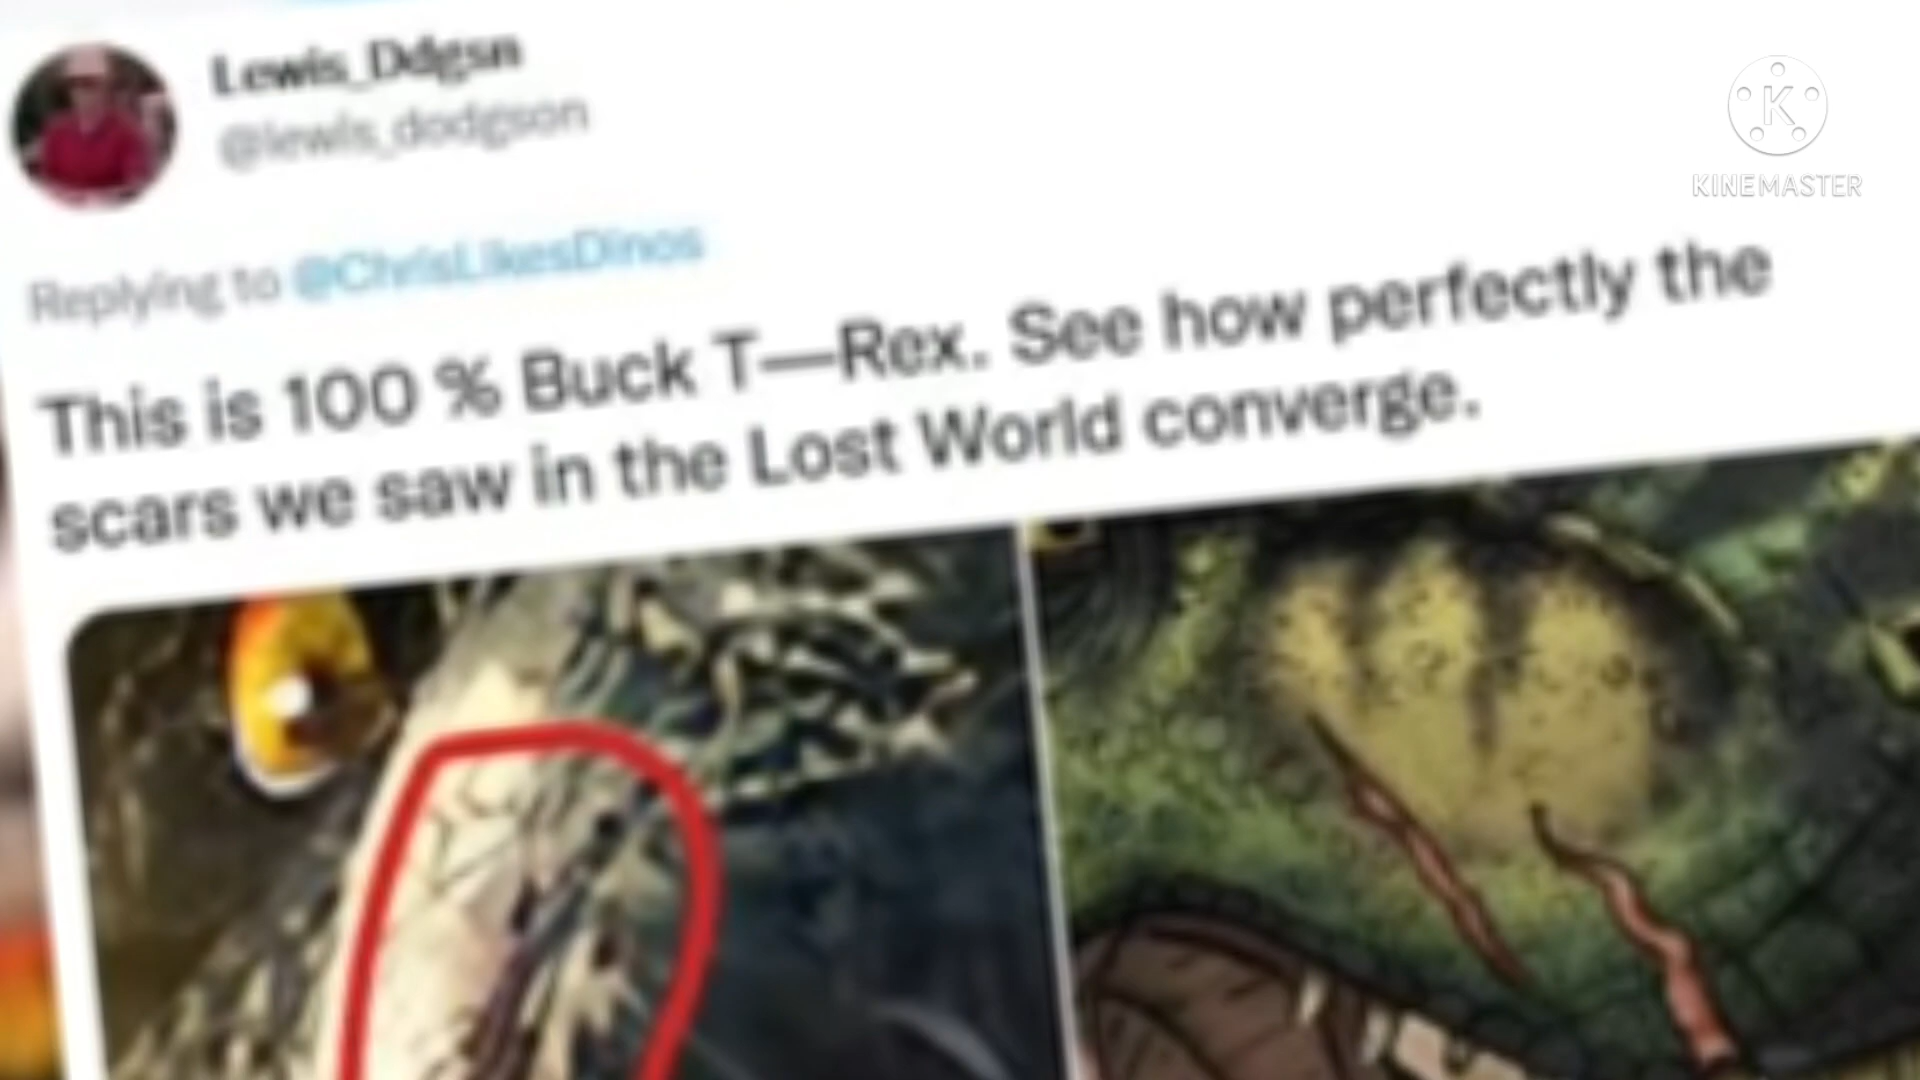 Lewis_Ddgsn
@lewis_dodgson
KINEMASTER
Replying to @ChrisLikesDinos
This is 100 % Buck T—Rex. See how perfectly the
scars we saw in the Lost World converge.